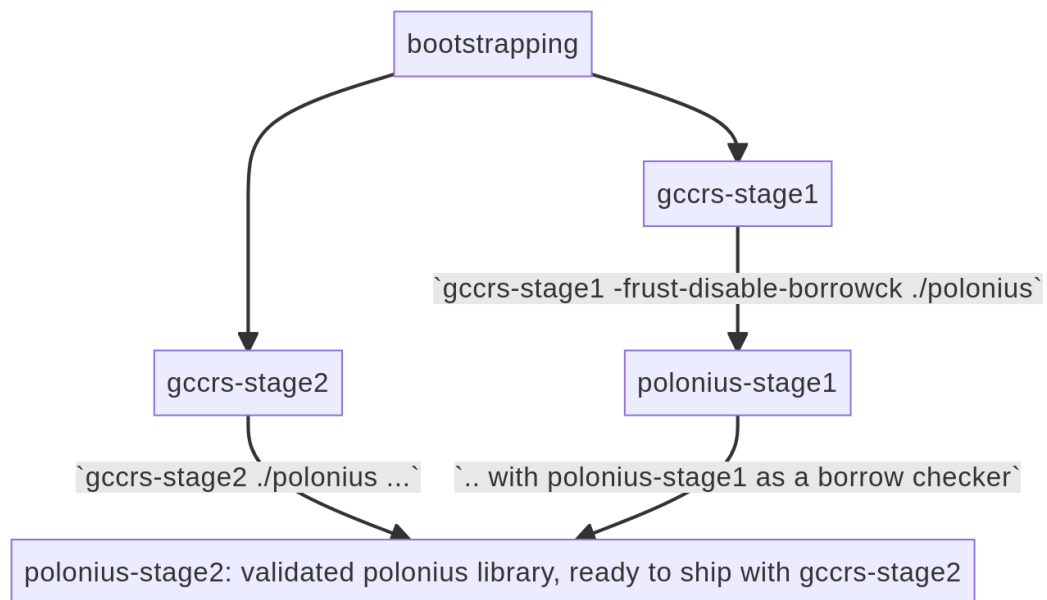 bootstrapping
gccrs-stage1
`gccrs-stage1 -frust-disable-borrowck ./polonius`
gccrs-stage2
polonius-stage1
`gccrs-stage2 ./polonius ...`
`.. with polonius-stage1 as a borrow checker`
polonius-stage2: validated polonius library, ready to ship with gccrs-stage2